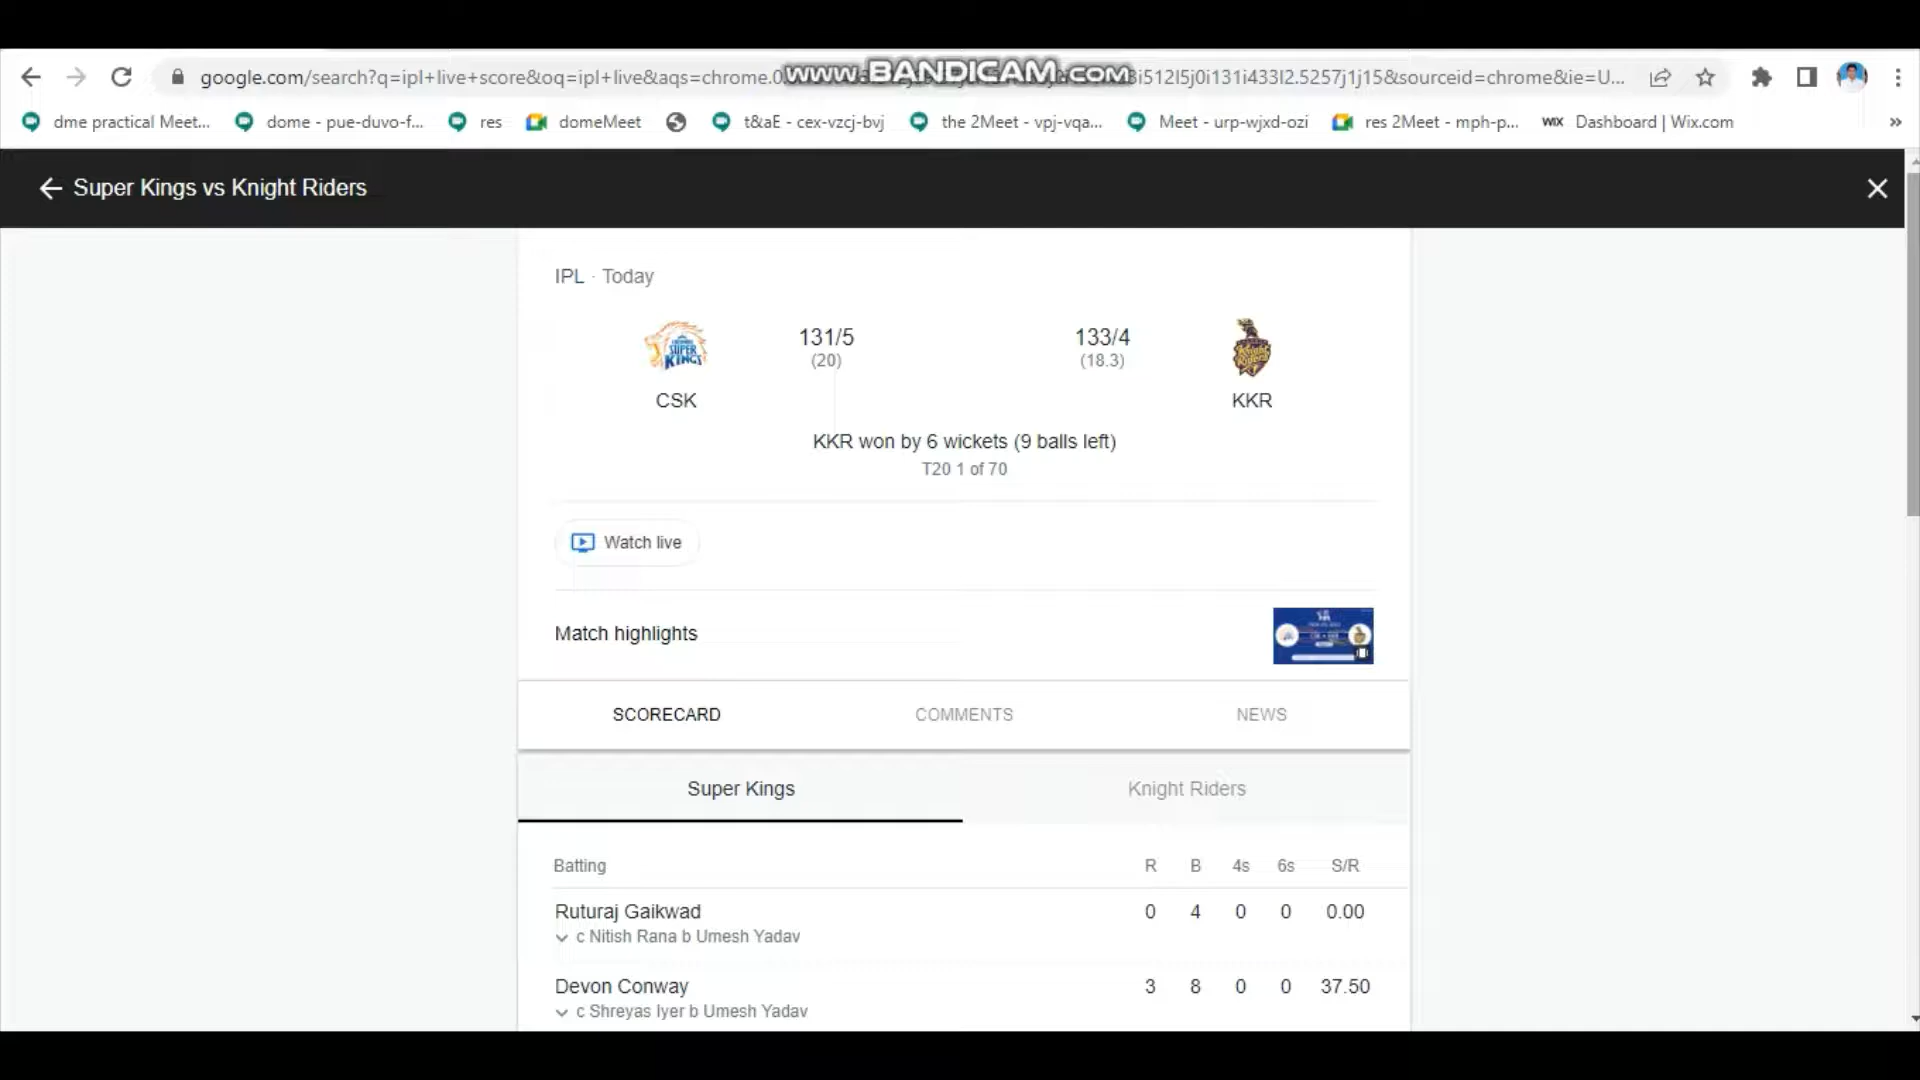 www.BANDICAM.com
google.com/search?q=ipl+live+score&oq=ipl+live&aqs=chrome.0 i512l5j0i131i433l2.5257j1j15&sourceid=chrome&ie=U...
dme practical Meet... dome - pue-duvo-f... res domeMeet t&aE - cex-vzcj-bvj the 2Meet - vpj-vqa... Meet - urp-wjxd-ozi res 2Meet - mph-p... WIX Dashboard | Wix.com »
Super Kings vs Knight Riders
IPL · Today
131/5 133/4
(20) (18.3)
SUPER KINGS
CSK KKR
KKR won by 6 wickets (9 balls left)
T20 1 of 70
Watch live
Match highlights
SCORECARD COMMENTS NEWS
Super Kings Knight Riders
Batting R B 4s 6s S/R
Ruturaj Gaikwad 0 4 0 0 0.00
c Nitish Rana b Umesh Yadav
Devon Conway 3 8 0 0 37.50
c Shreyas Iyer b Umesh Yadav